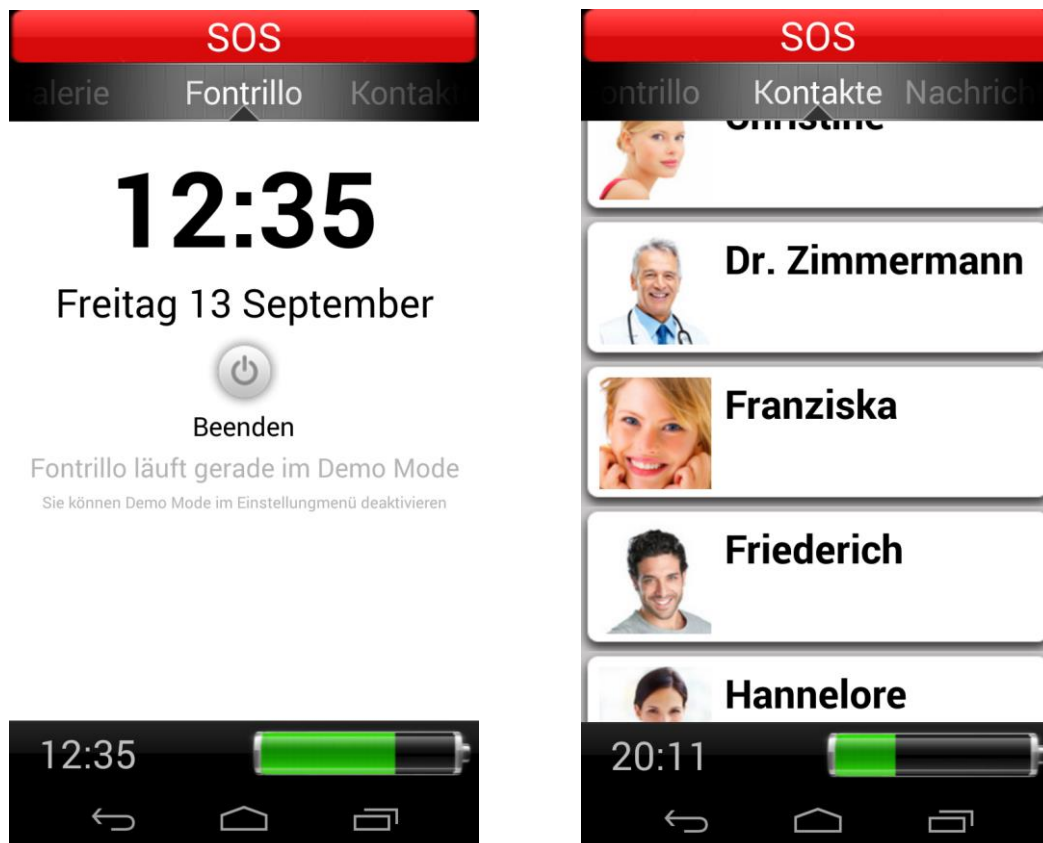 SOS
alerie Fontrillo Kontak
12:35
Freitag 13 September
Beenden
Fontrillo läuft gerade im Demo Mode
Sie können Demo Mode im Einstellungmenü deaktivieren
12:35
SOS
ontrillo Kontakte Nachrich
Christine
Dr. Zimmermann
Franziska
Friederich
Hannelore
20:11